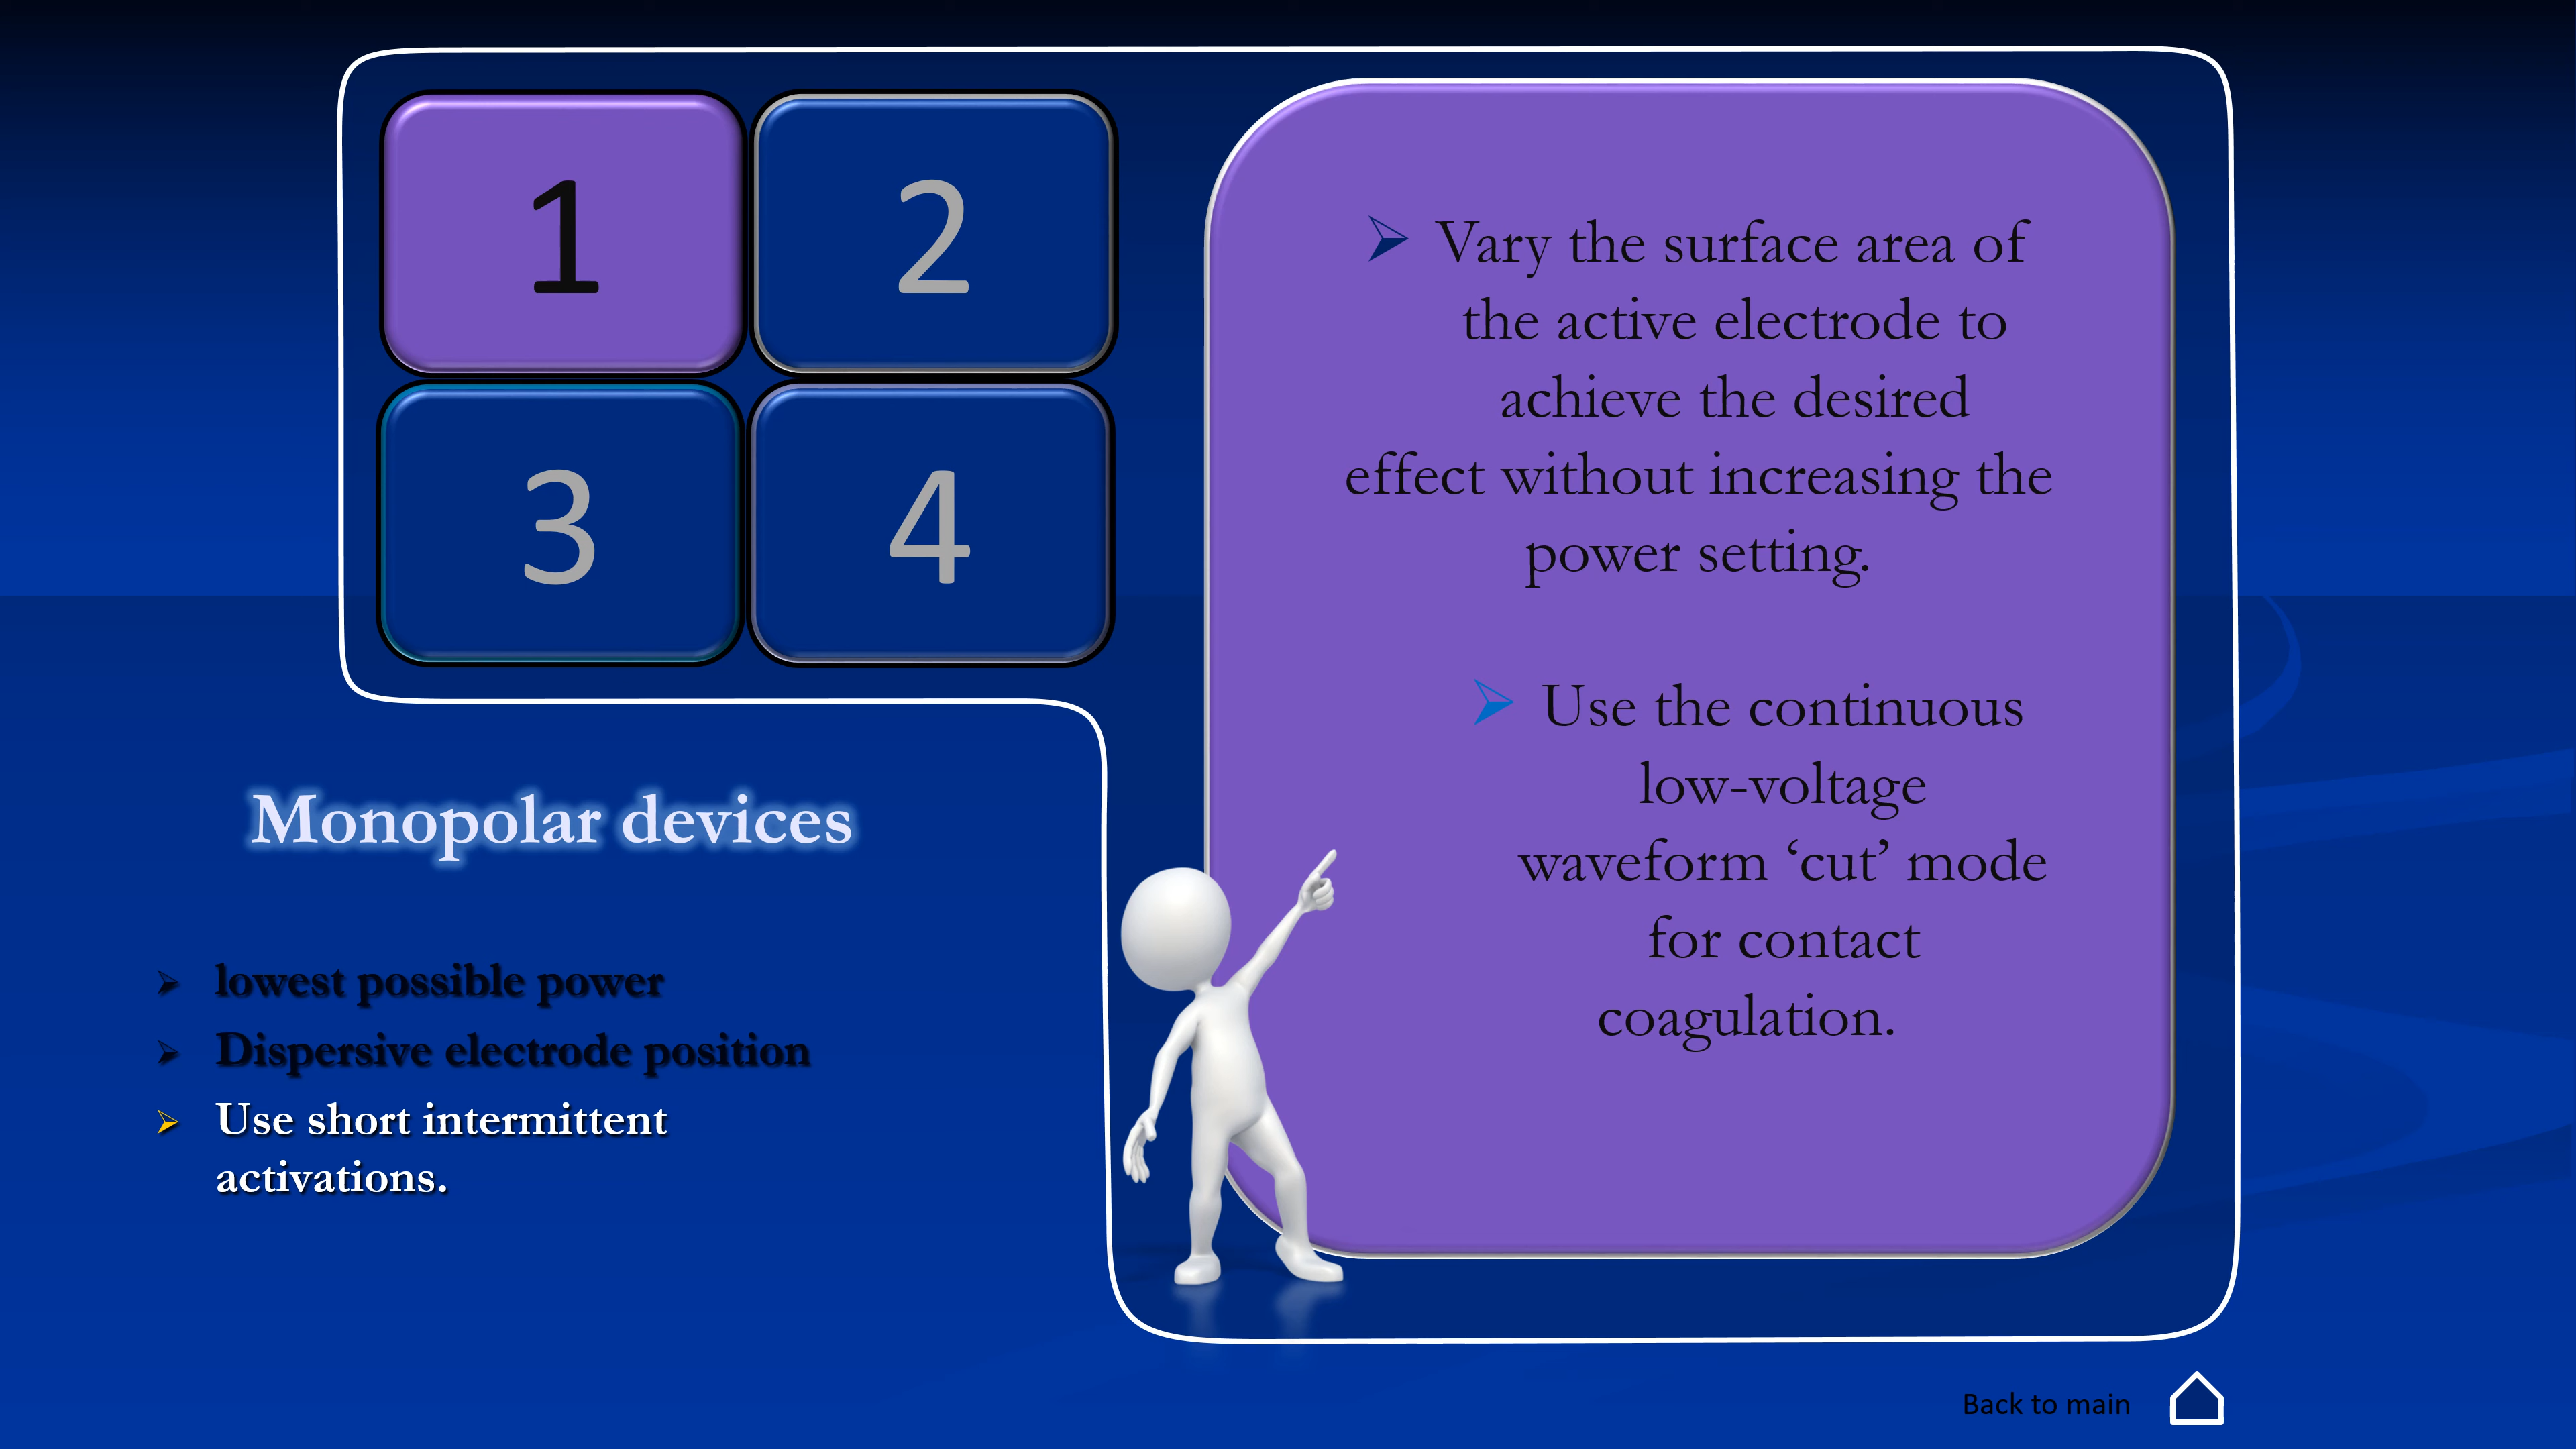 1
2
3
4
Monopolar devices
➢ lowest possible power
➢ Dispersive electrode position
➢ Use short intermittent
activations.
➢ Vary the surface area of
the active electrode to
achieve the desired
effect without increasing the
power setting.
➢ Use the continuous
low-voltage
waveform ‘cut’ mode
for contact
coagulation.
Back to main